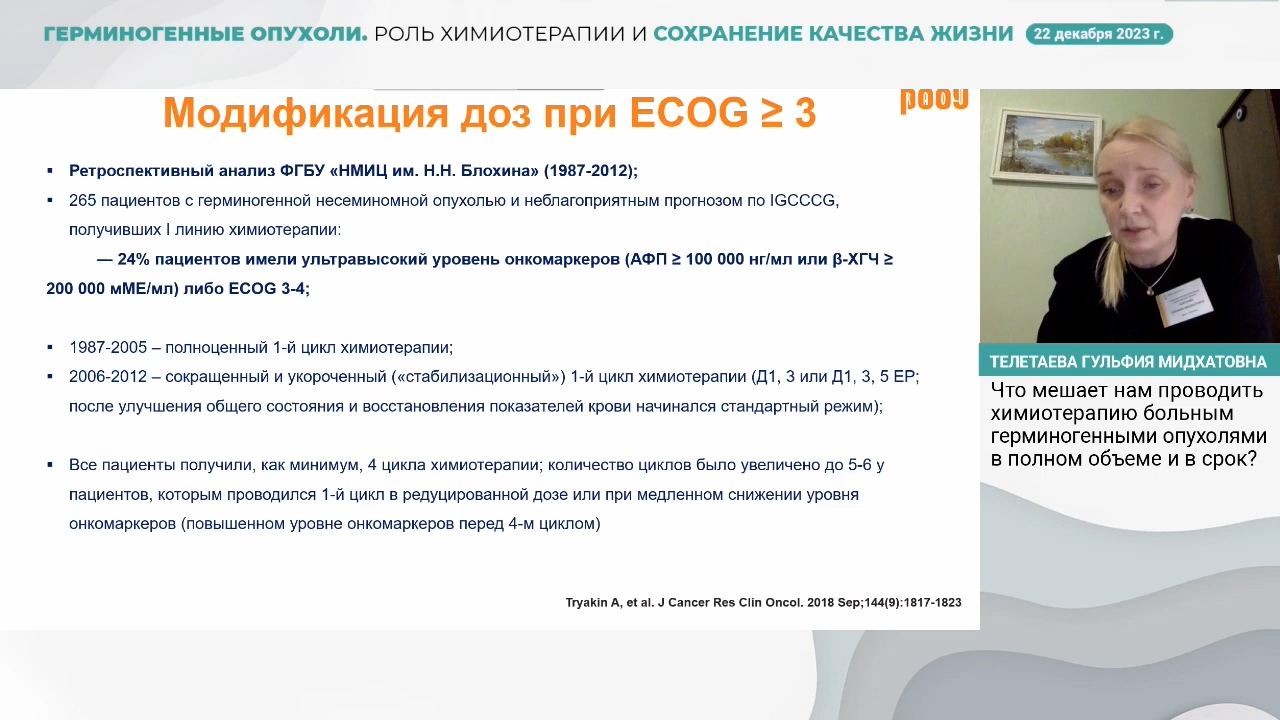 ГЕРМИНОГЕННЫЕ ОПУХОЛИ. РОЛЬ ХИМИОТЕРАПИИ И СОХРАНЕНИЕ КАЧЕСТВА ЖИЗНИ 22 декабря 2023 г.
Модификация доз при ECOG ≥ 3
▪ Ретроспективный анализ ФГБУ «НМИЦ им. Н.Н. Блохина» (1987-2012);
▪ 265 пациентов с герминогенной несеминомной опухолью и неблагоприятным прогнозом по IGCCCG,
получивших I линию химиотерапии:
— 24% пациентов имели ультравысокий уровень онкомаркеров (АФП ≥ 100 000 нг/мл или β-ХГЧ ≥
200 000 мМЕ/мл) либо ECOG 3-4;
▪ 1987-2005 – полноценный 1-й цикл химиотерапии;
▪ 2006-2012 – сокращенный и укороченный («стабилизационный») 1-й цикл химиотерапии (Д1, 3 или Д1, 3, 5 EP;
после улучшения общего состояния и восстановления показателей крови начинался стандартный режим);
▪ Все пациенты получили, как минимум, 4 цикла химиотерапии; количество циклов было увеличено до 5-6 у
пациентов, которым проводился 1-й цикл в редуцированной дозе или при медленном снижении уровня
онкомаркеров (повышенном уровне онкомаркеров перед 4-м циклом)
Tryakin A, et al. J Cancer Res Clin Oncol. 2018 Sep;144(9):1817-1823
ТЕЛЕТАЕВА ГУЛЬФИЯ МИДХАТОВНА
Что мешает нам проводить
химиотерапию больным
герминогенными опухолями
в полном объеме и в срок?